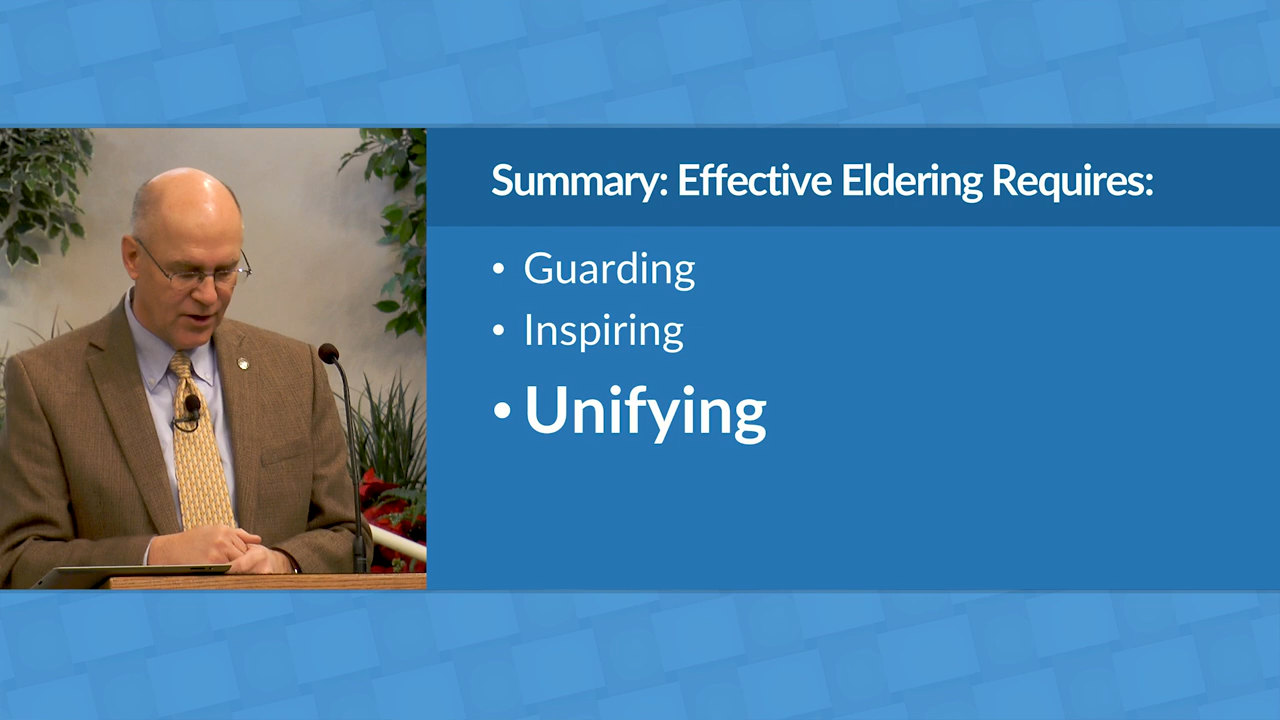 Summary: Effective Eldering Requires:
• Guarding
• Inspiring
• Unifying